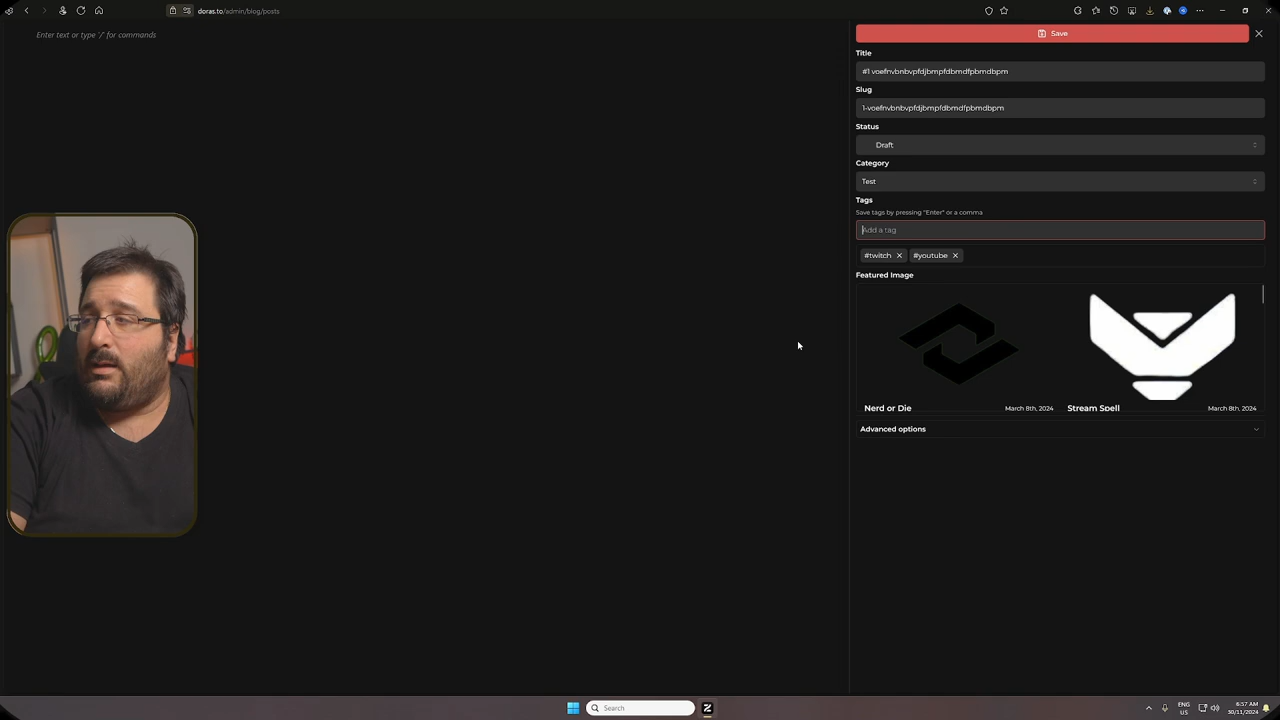 doras.to/admin/blog/posts
Enter text or type '/' for commands
Save
Title
#1 voefnvbnbvpfdjbmpfdbmdfpbmdbpm
Slug
1-voefnvbnbvpfdjbmpfdbmdfpbmdbpm
Status
Draft
Category
Test
Tags
Save tags by pressing "Enter" or a comma
Add a tag
#twitch
#youtube
Featured Image
Nerd or Die March 8th, 2024
Stream Spell March 8th, 2024
Advanced options
Search
ENG
US
6:57 AM
30/11/2024